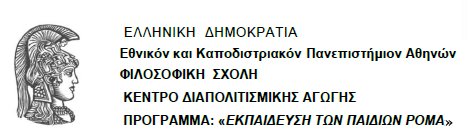 ΕΛΛΗΝΙΚΗ ΔΗΜΟΚΡΑΤΙΑ
Εθνικόν και Καποδιστριακόν Πανεπιστήμιον Αθηνών
ΦΙΛΟΣΟΦΙΚΗ ΣΧΟΛΗ
ΚΕΝΤΡΟ ΔΙΑΠΟΛΙΤΙΣΜΙΚΗΣ ΑΓΩΓΗΣ
ΠΡΟΓΡΑΜΜΑ: «ΕΚΠΑΙΔΕΥΣΗ ΤΩΝ ΠΑΙΔΙΩΝ ΡΟΜΑ»